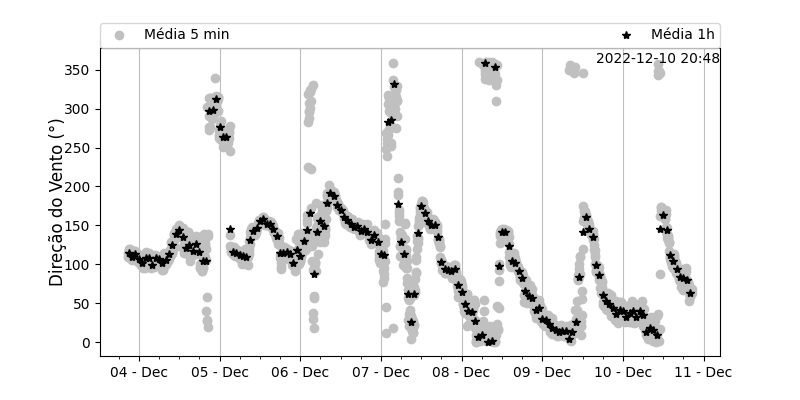 Média 5 min
Média 1h
2022-12-10 20:48
Direção do Vento (°)
350
300
250
200
150
100
50
0
04 - Dec
05 - Dec
06 - Dec
07 - Dec
08 - Dec
09 - Dec
10 - Dec
11 - Dec